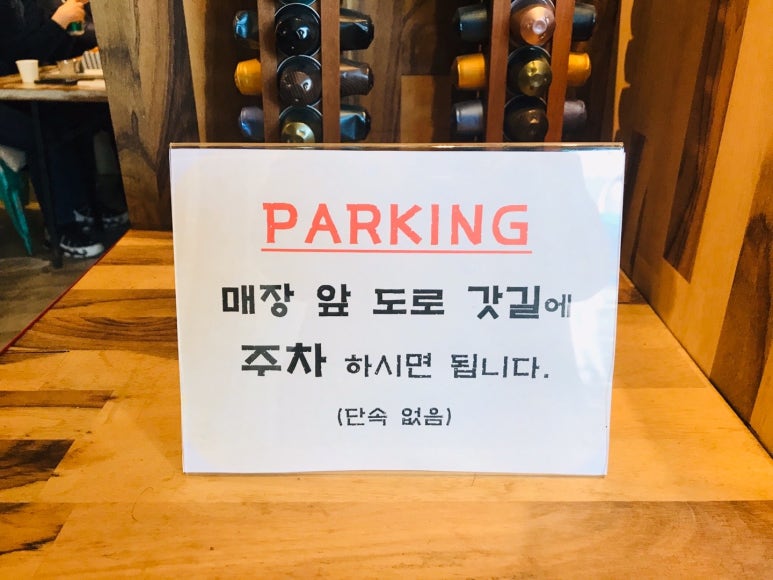 PARKING
매장 앞 도로 갓길에
주차 하시면 됩니다.
(단속 없음)